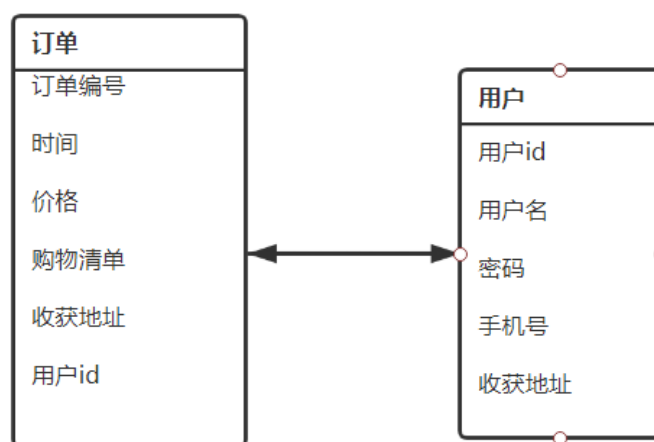 订单
订单编号
时间
价格
购物清单
收获地址
用户id
用户
用户id
用户名
密码
手机号
收获地址